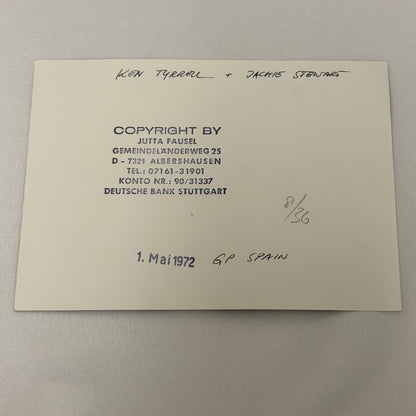 KEN TYRRELL + JACKIE STEWART
COPYRIGHT BY
JUTTA FAUSEL
GEMEINDELÄNDERWEG 25
D - 7321 ALBERSHAUSEN
TEL.: 07161-31901
KONTO NR.: 90/31337
DEUTSCHE BANK STUTTGART
8/36
1. Mai 1972 GP SPAIN